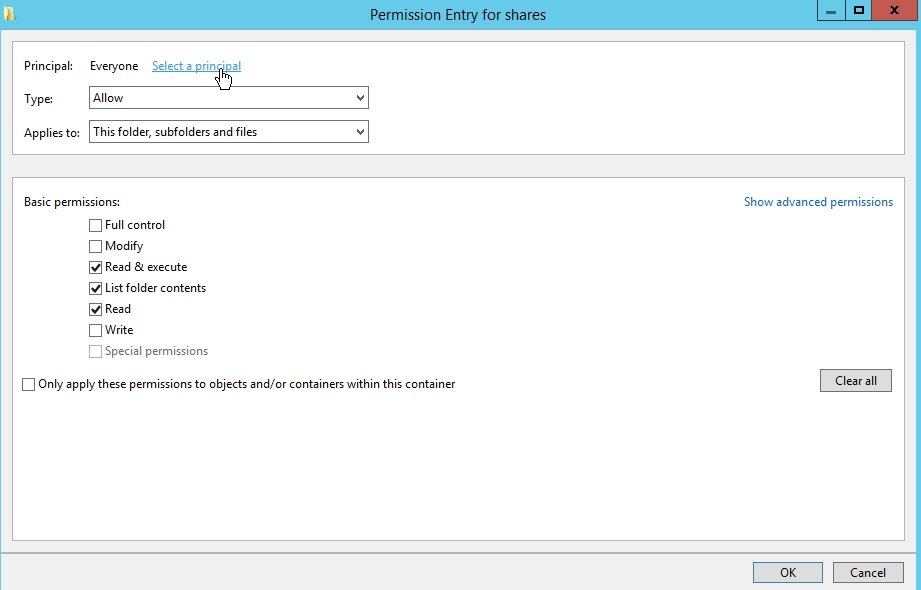 Permission Entry for shares
Principal: Everyone Select a principal
Type: Allow
Applies to: This folder, subfolders and files
Basic permissions: Show advanced permissions
Full control
Modify
Read & execute
List folder contents
Read
Write
Special permissions
Only apply these permissions to objects and/or containers within this container Clear all
OK Cancel